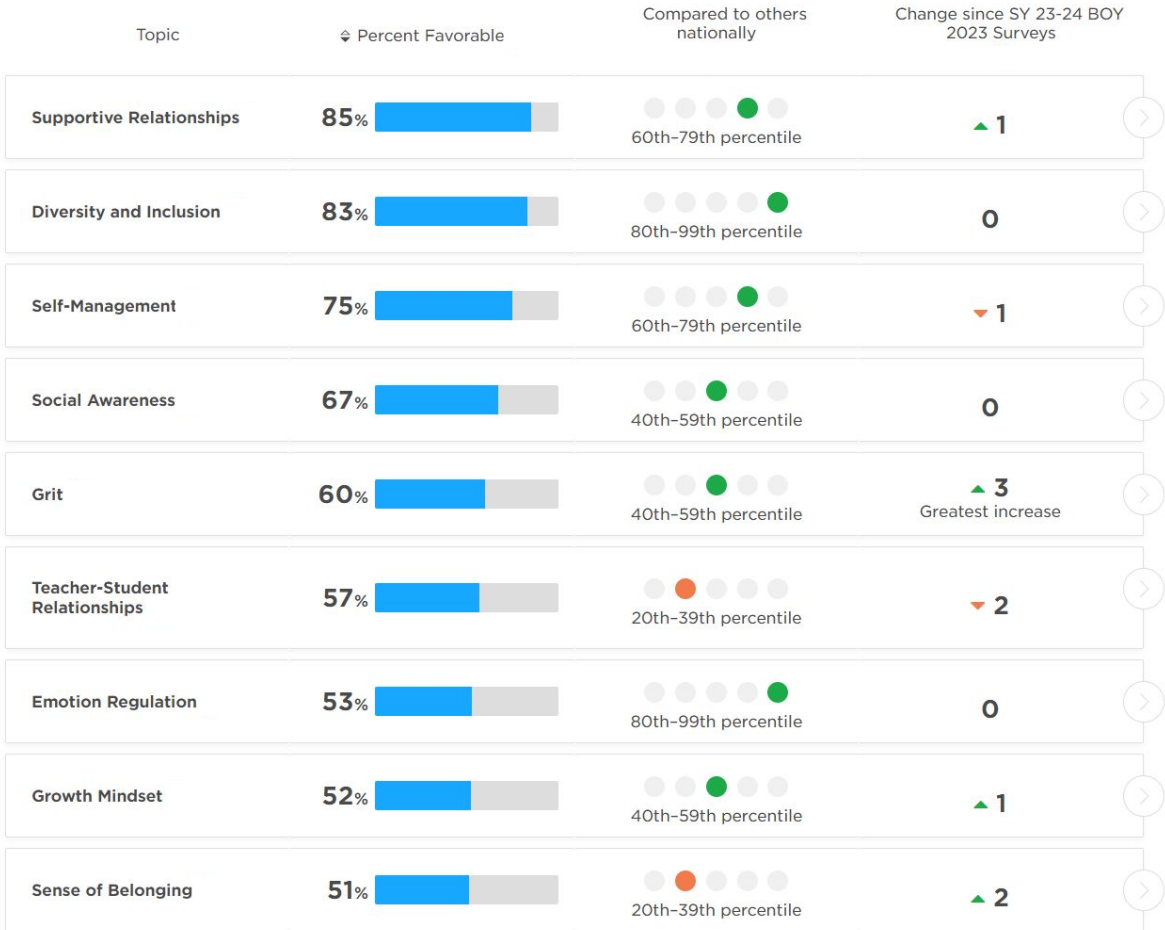 Topic
Percent Favorable
Compared to others
nationally
Change since SY 23-24 BOY
2023 Surveys
Supportive Relationships
85%
60th–79th percentile
1
Diversity and Inclusion
83%
80th–99th percentile
0
Self-Management
75%
60th–79th percentile
1
Social Awareness
67%
40th–59th percentile
0
Grit
60%
40th–59th percentile
3
Greatest increase
Teacher-Student
Relationships
57%
20th–39th percentile
2
Emotion Regulation
53%
80th–99th percentile
0
Growth Mindset
52%
40th–59th percentile
1
Sense of Belonging
51%
20th–39th percentile
2